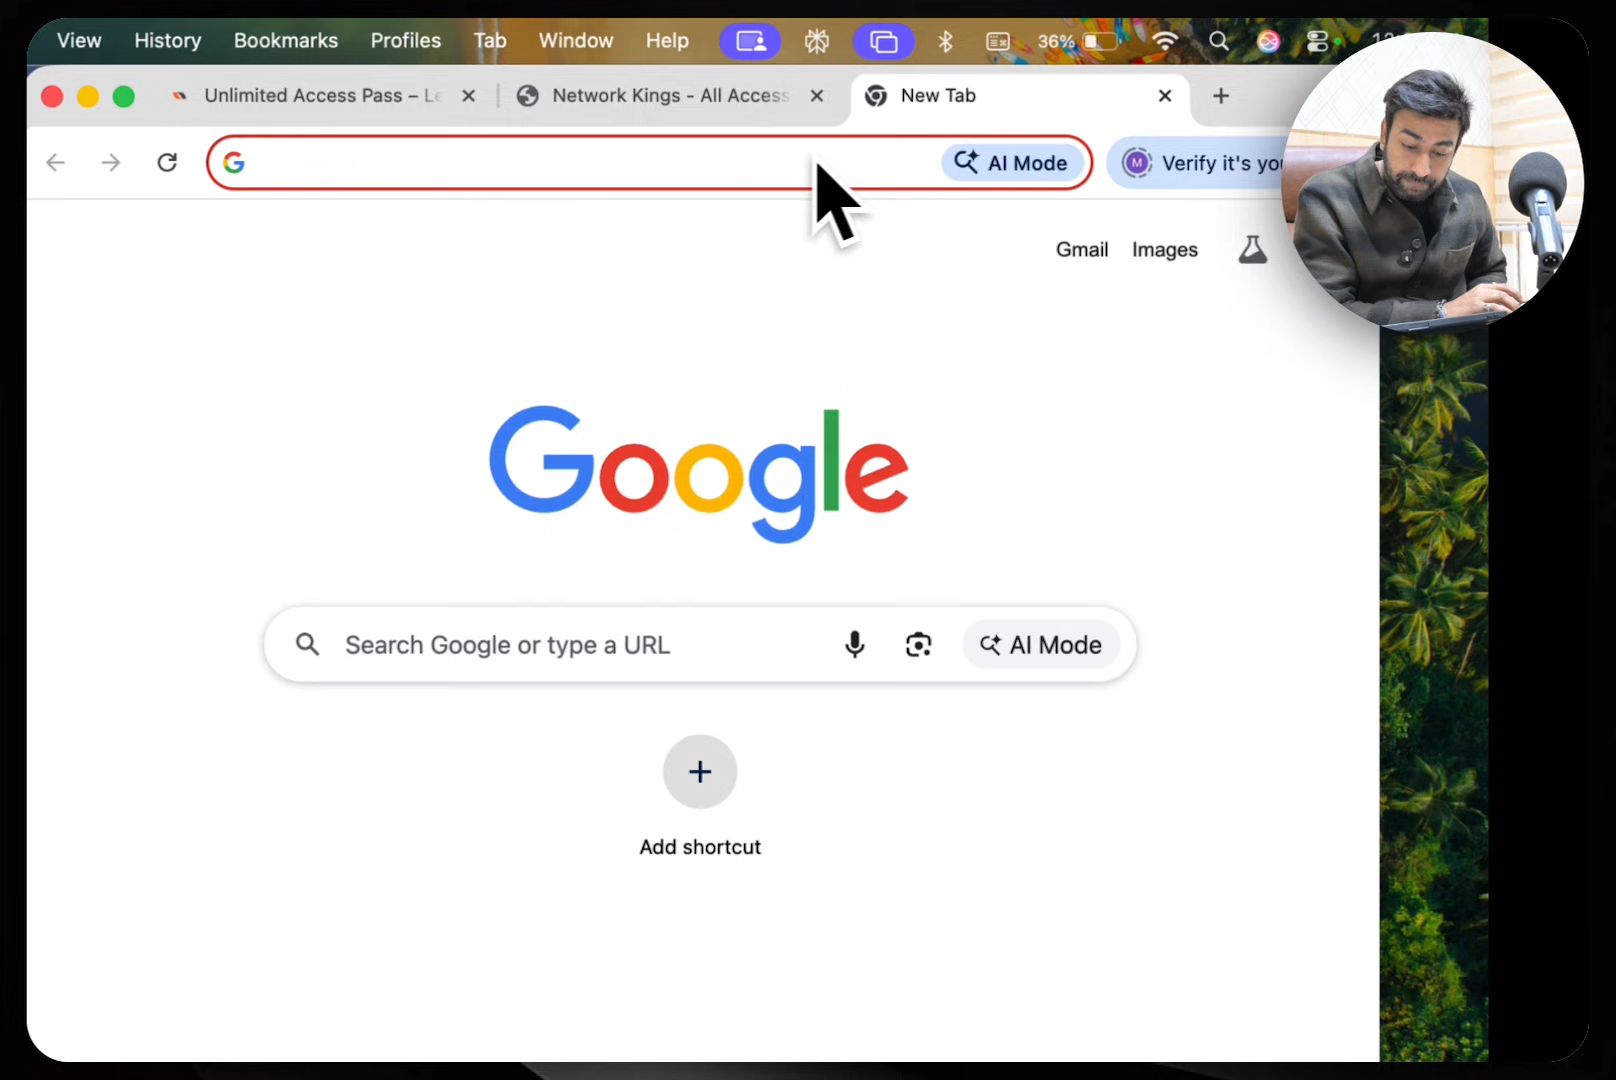 View History Bookmarks Profiles Tab Window Help 36%
Unlimited Access Pass – Le
Network Kings - All Access
New Tab
AI Mode
M Verify it's you
Gmail Images
Google
Search Google or type a URL AI Mode
Add shortcut